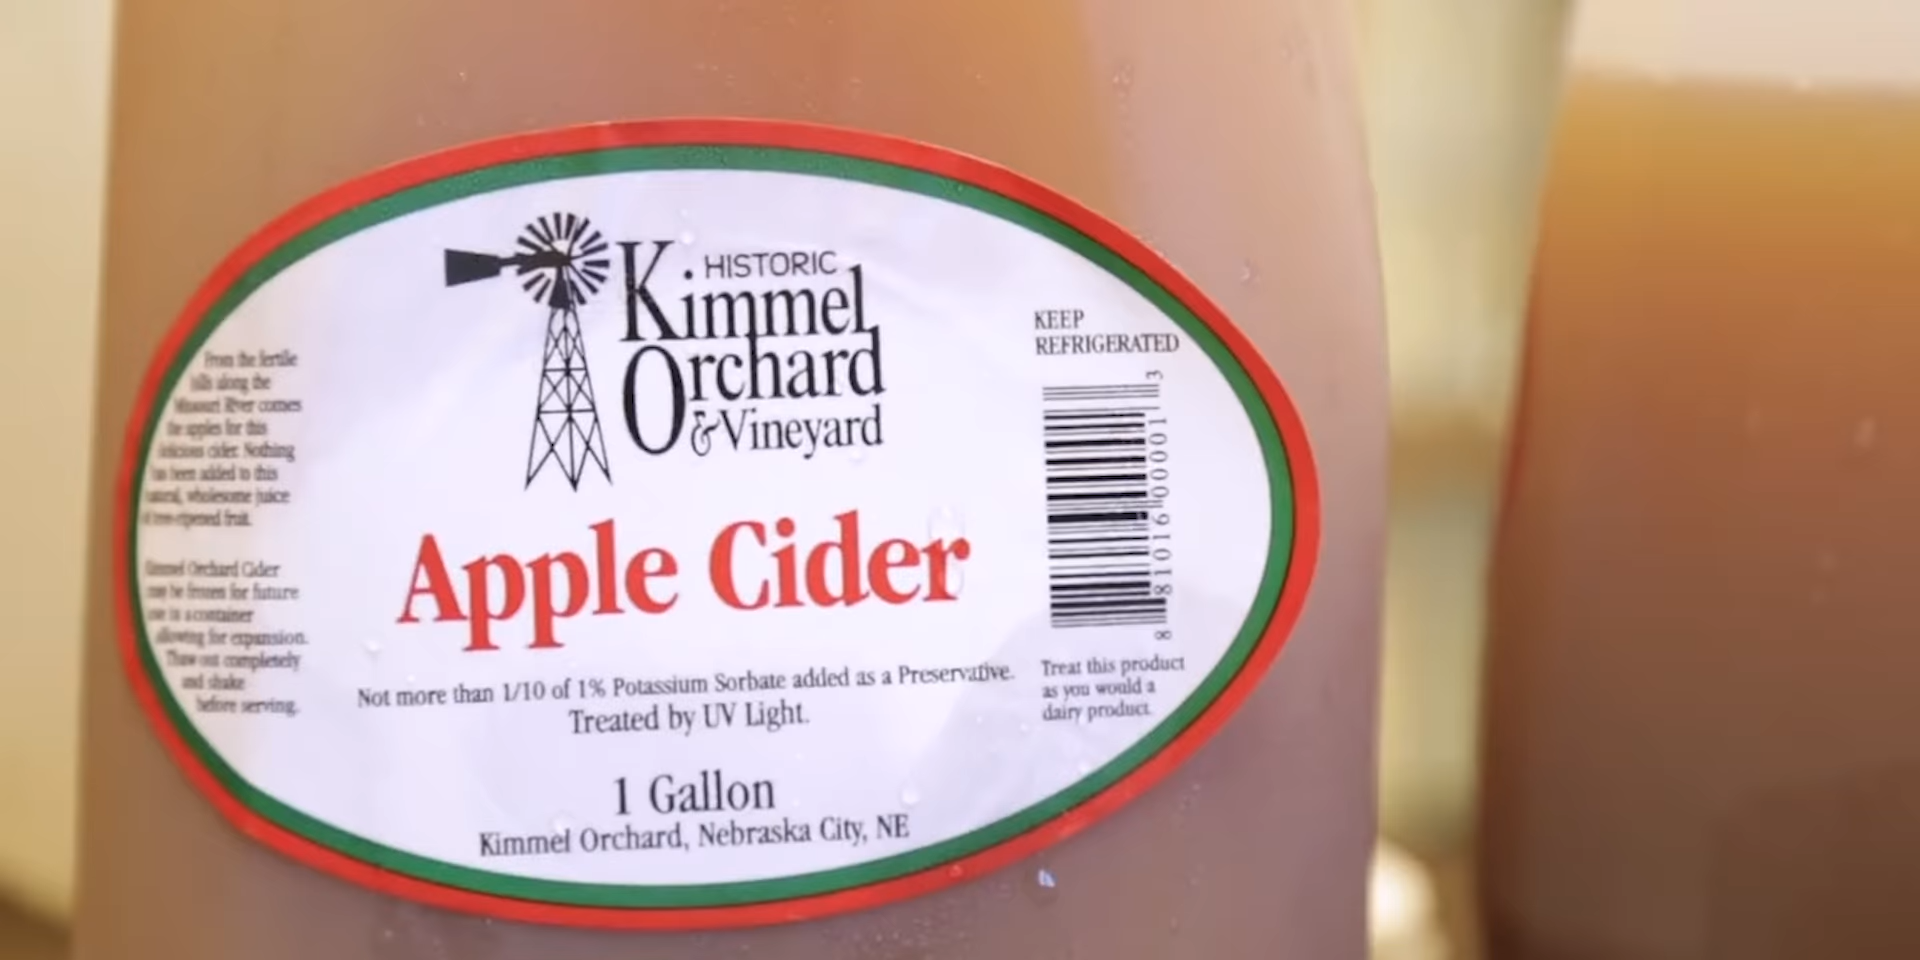 HISTORIC
Kimmel
Orchard
& Vineyard
Apple Cider
Not more than 1/10 of 1% Potassium Sorbate added as a Preservative.
Treated by UV Light.
1 Gallon
Kimmel Orchard, Nebraska City, NE
From the fertile
hills along the
Missouri River comes
the apples for this
delicious cider. Nothing
has been added to this
natural, wholesome juice
of tree-ripened fruit.
Kimmel Orchard Cider
may be frozen for future
use in a container
allowing for expansion.
Thaw out completely
and shake
before serving.
KEEP
REFRIGERATED
8 81016 00001 3
Treat this product
as you would a
dairy product.